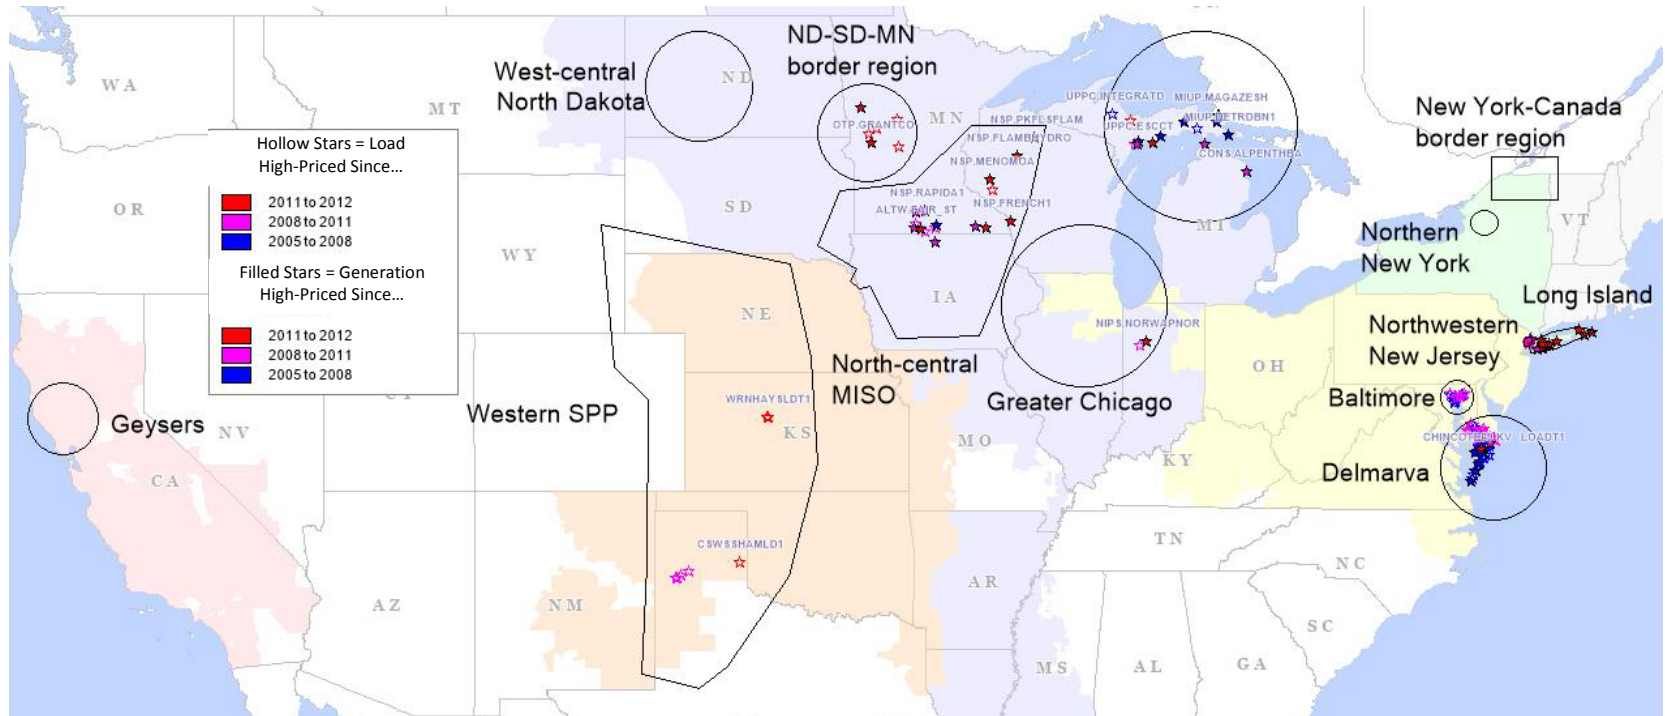 ND-SD-MN
border region
West-central
North Dakota
New York-Canada
border region
WA
MT
ND
MN
OTP.GRANTCO
NSP.PKFLSFLAM
NSP.FLAMBHYDRO
NSP.MENOMOA
NSP.RAPIDA1
NSP.FRENCH1
UPPC.INTEGRATD
MIUP.MAGAZESH
MIUP.DETRDBN1
UPPC.ESCCT
CONS.ALPENTHBA
Hollow Stars = Load
High-Priced Since...
2011 to 2012
2008 to 2011
2005 to 2008
Filled Stars = Generation
High-Priced Since...
2011 to 2012
2008 to 2011
2005 to 2008
OR
SD
WY
MI
VT
Northern
New York
Long Island
IA
NE
NIPS.NORWAPNOR
Northwestern
New Jersey
North-central
MISO
OH
Greater Chicago
Baltimore
Geysers
NV
Western SPP
WRNHAYSLDT1
KS
MO
KY
Delmarva
CA
CSWSSHAMLD1
TN
NC
AZ
NM
AR
SC
MS
AL
GA